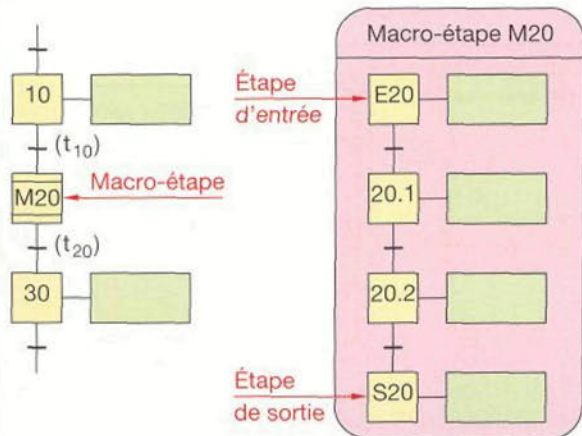 10
(t10)
M20
Macro-étape
(t20)
30
Macro-étape M20
Étape
d'entrée
E20
20.1
20.2
Étape
de sortie
S20